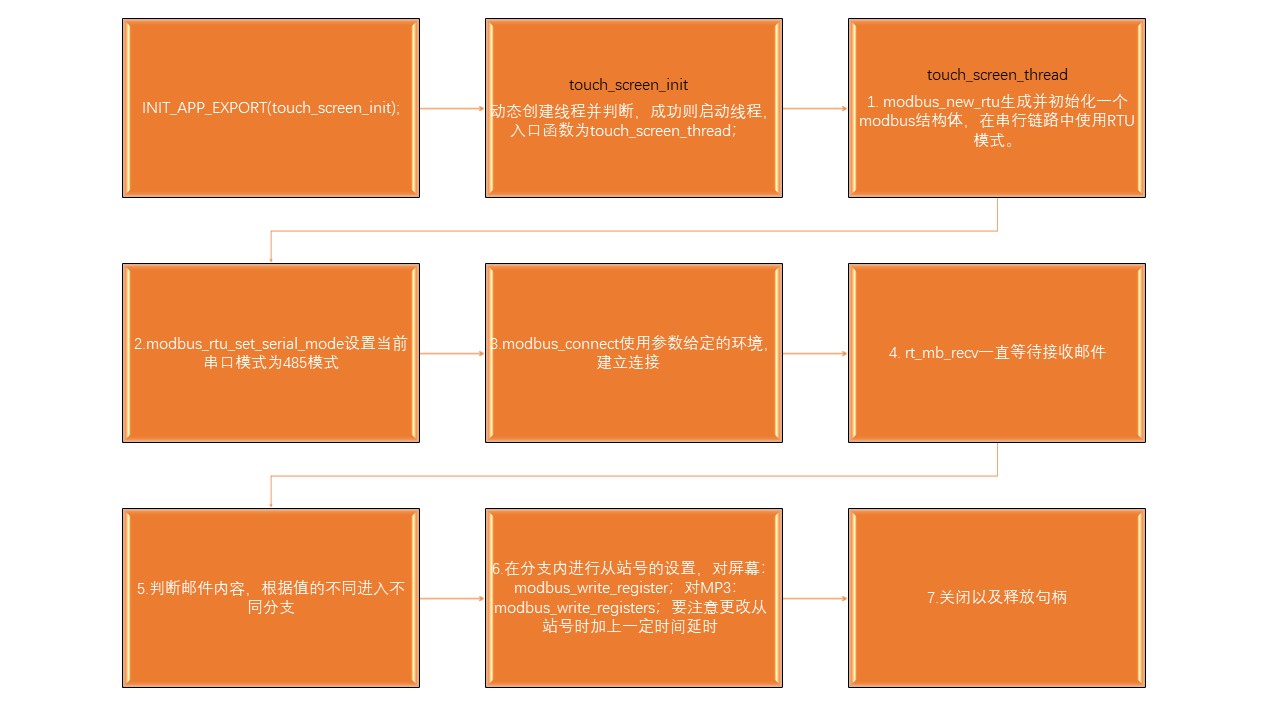 INIT_APP_EXPORT(touch_screen_init);
touch_screen_init
动态创建线程并判断，成功则启动线程，
入口函数为touch_screen_thread；
touch_screen_thread
1. modbus_new_rtu生成并初始化一个
modbus结构体，在串行链路中使用RTU
模式。
2.modbus_rtu_set_serial_mode设置当前
串口模式为485模式
3.modbus_connect使用参数给定的环境，
建立连接
4. rt_mb_recv一直等待接收邮件
5.判断邮件内容，根据值的不同进入不
同分支
6.在分支内进行从站号的设置，对屏幕：
modbus_write_register；对MP3：
modbus_write_registers；要注意更改从
站号时加上一定时间延时
7.关闭以及释放句柄